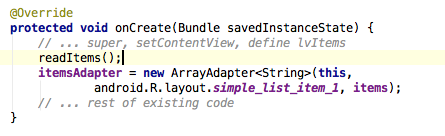 @Override
protected void onCreate(Bundle savedInstanceState) {
    // ... super, setContentView, define lvItems
    readItems();
    itemsAdapter = new ArrayAdapter<String>(this,
            android.R.layout.simple_list_item_1, items);
    // ... rest of existing code
}